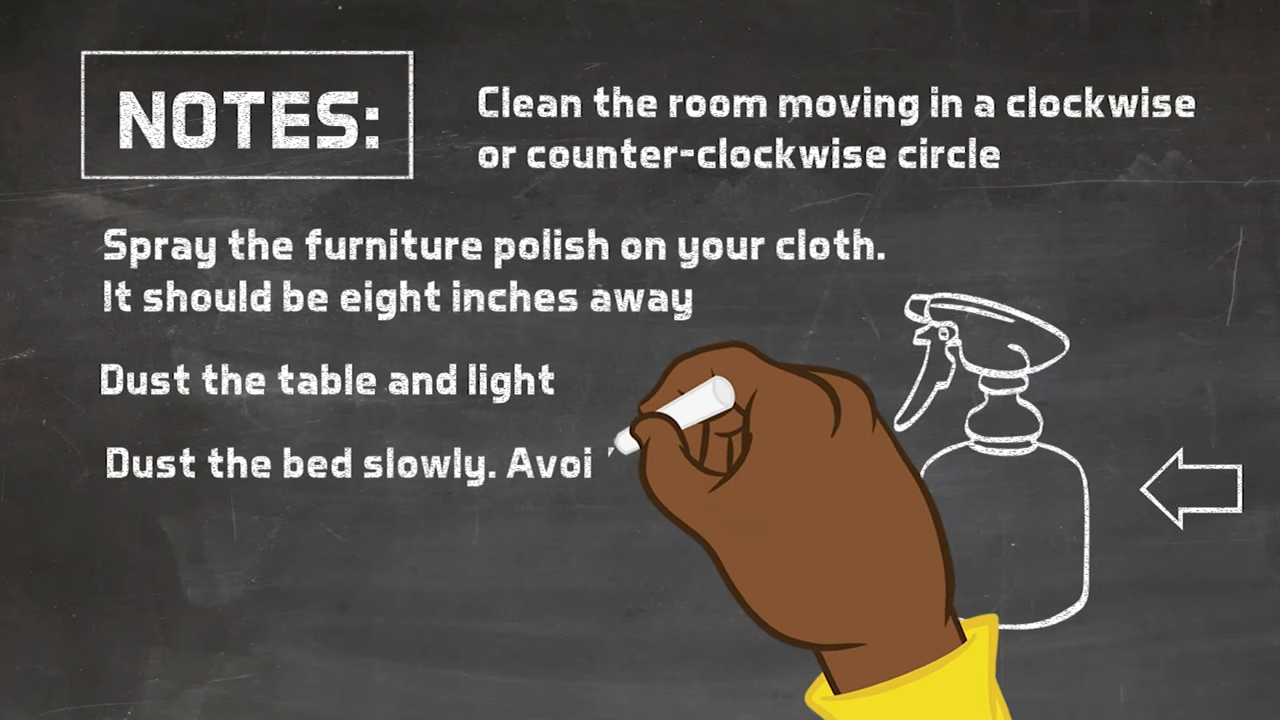 NOTES:
Clean the room moving in a clockwise
or counter-clockwise circle
Spray the furniture polish on your cloth.
It should be eight inches away
Dust the table and light
Dust the bed slowly. Avoi